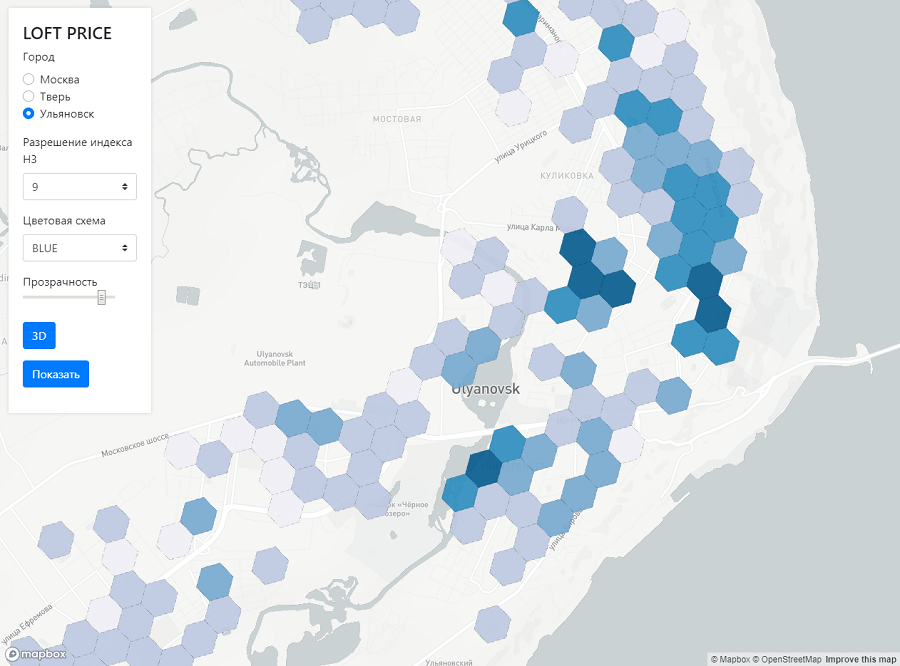 LOFT PRICE
Город
Москва
Тверь
Ульяновск
Разрешение индекса
H3
9
Цветовая схема
BLUE
Прозрачность
3D
Показать
МОСТОВАЯ
улица Урицкого
КУЛИКОВКА
улица Карла
ТЭЦ-1
Ulyanovsk
Automobile Plant
Ulyanovsk
Московское шоссе
«Чёрное
озеро»
улица Ефремова
УЛЬЯНОВСКИЙ
mapbox
© Mapbox © OpenStreetMap Improve this map